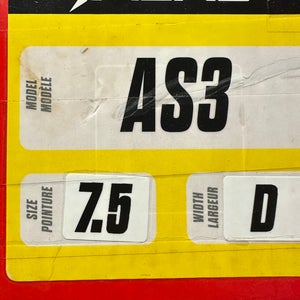 MODEL
MODÈLE
AS3
SIZE
POINTURE
7.5
WIDTH
LARGEUR
D